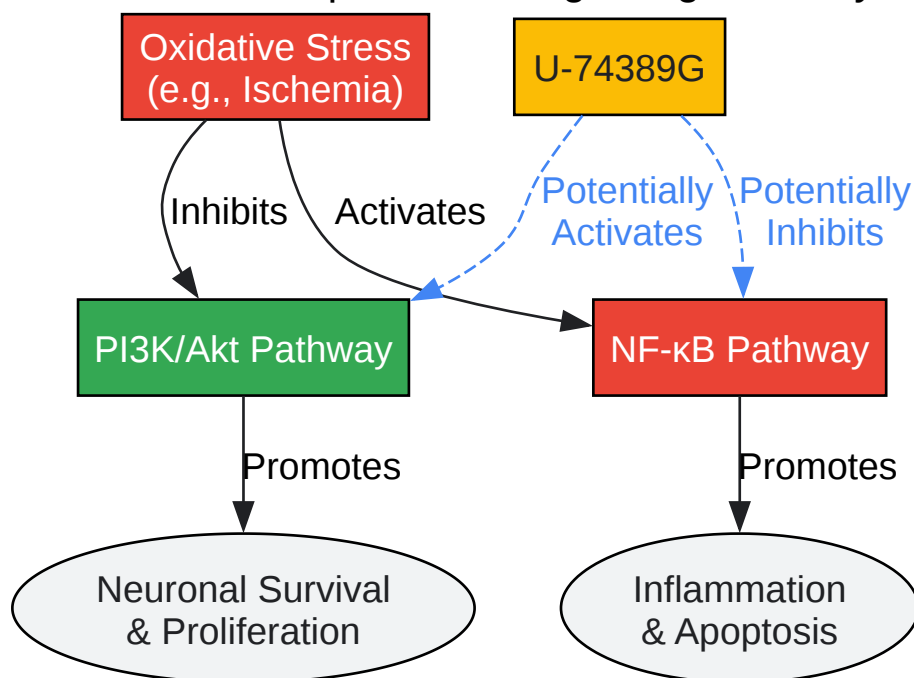 Oxidative Stress
(e.g., Ischemia)
U-74389G
Inhibits
Activates
Potentially
Activates
Potentially
Inhibits
PI3K/Akt Pathway
NF-κB Pathway
Promotes
Promotes
Neuronal Survival
& Proliferation
Inflammation
& Apoptosis